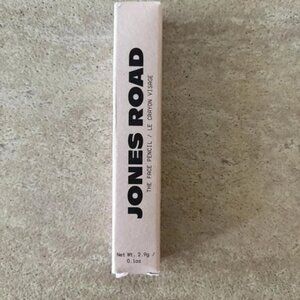 JONES ROAD
THE FACE PENCIL / LE CRAYON VISAGE
Net Wt. 2.9g /
0.1oz